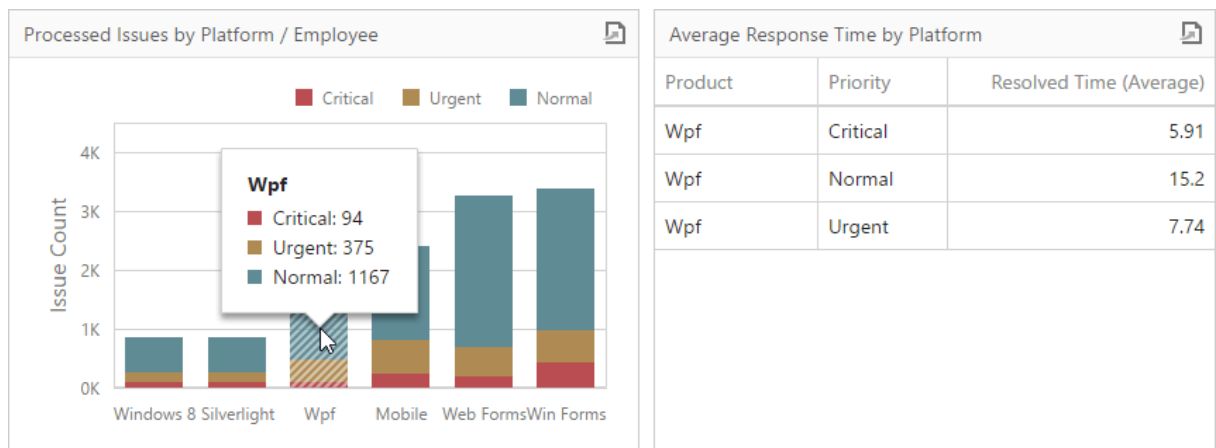 Processed Issues by Platform / Employee
Critical Urgent Normal
4K
3K
2K
1K
0K
Issue Count
Wpf
Critical: 94
Urgent: 375
Normal: 1167
Windows 8 Silverlight Wpf Mobile Web Forms Win Forms
Average Response Time by Platform
Product Priority Resolved Time (Average)
Wpf Critical 5.91
Wpf Normal 15.2
Wpf Urgent 7.74